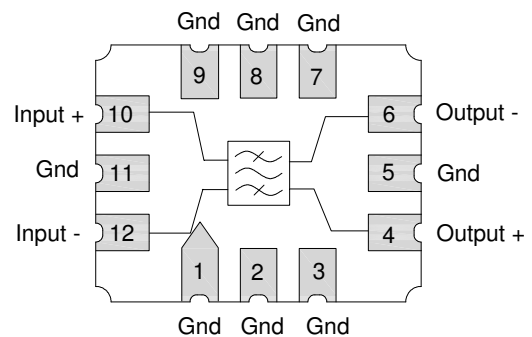 Gnd Gnd Gnd
9 8 7
Input + 10 6 Output -
Gnd 11 5 Gnd
Input - 12 4 Output +
1 2 3
Gnd Gnd Gnd